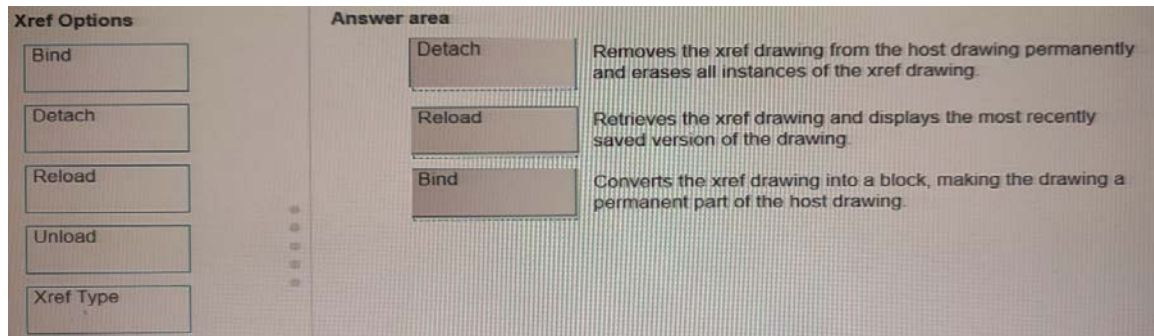 Xref Options
Answer area
Bind
Detach
Reload
Unload
Xref Type
Detach
Removes the xref drawing from the host drawing permanently
and erases all instances of the xref drawing.
Reload
Retrieves the xref drawing and displays the most recently
saved version of the drawing.
Bind
Converts the xref drawing into a block, making the drawing a
permanent part of the host drawing.